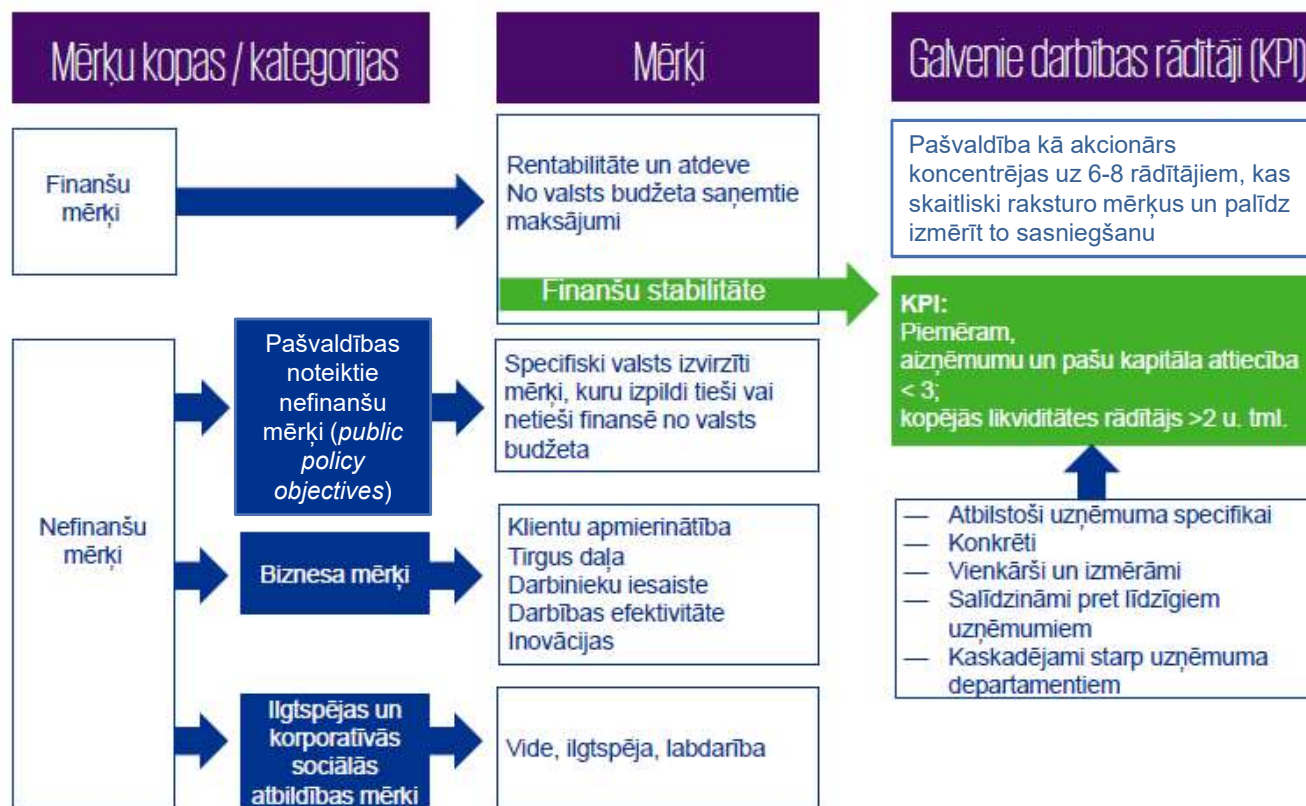 Mērķu kopas / kategorijas
Mērķi
Galvenie darbības rādītāji (KPI)
Finanšu
mērķi
Rentabilitāte un atdeve
No valsts budžeta saņemtie
maksājumi
Finanšu stabilitāte
Pašvaldība kā akcionārs
koncentrējas uz 6-8 rādītājiem, kas
skaitliski raksturo mērķus un palīdz
izmērīt to sasniegšanu
KPI:
Piemēram,
aizņēmumu un pašu kapitāla attiecība
< 3;
kopējās likviditātes rādītājs >2 u. tml.
Nefinanšu
mērķi
Pašvaldības
noteiktie
nefinanšu
mērķi (public
policy
objectives)
Specifiski valsts izvirzīti
mērķi, kuru izpildi tieši vai
netieši finansē no valsts
budžeta
Biznesa mērķi
Klientu apmierinātība
Tirgus daļa
Darbinieku iesaiste
Darbības efektivitāte
Inovācijas
Ilgtspējas un
korporatīvās
sociālās
atbildības mērķi
Vide, ilgtspēja, labdarība
— Atbilstoši uzņēmuma specifikai
— Konkrēti
— Vienkārši un izmērāmi
— Salīdzināmi pret līdzīgiem
uzņēmumiem
— Kaskadējami starp uzņēmuma
departamentiem